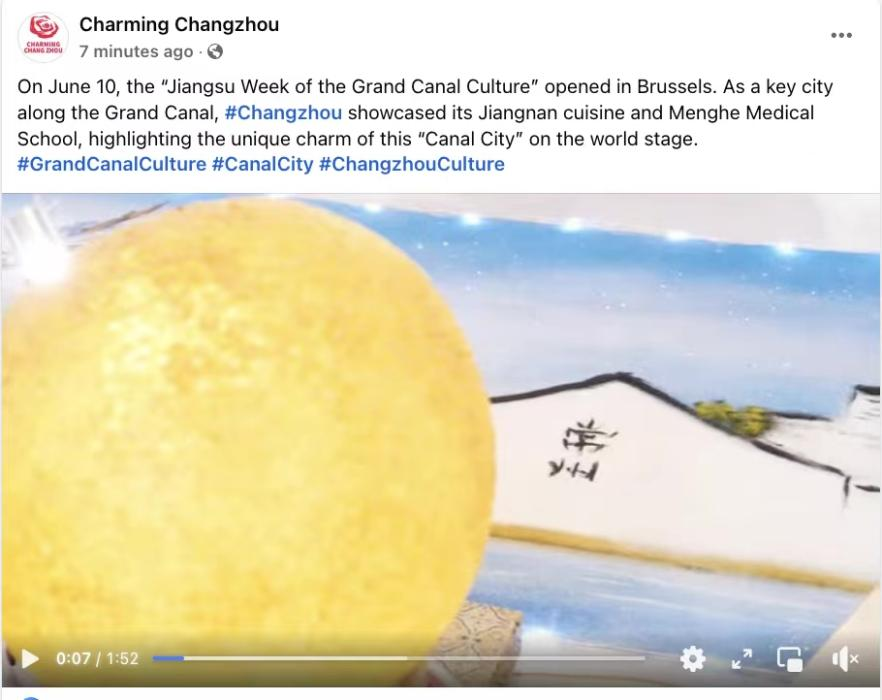 Charming Changzhou
7 minutes ago
CHARMING
CHANG ZHOU
On June 10, the “Jiangsu Week of the Grand Canal Culture” opened in Brussels. As a key city
along the Grand Canal, #Changzhou showcased its Jiangnan cuisine and Menghe Medical
School, highlighting the unique charm of this “Canal City” on the world stage.
#GrandCanalCulture #CanalCity #ChangzhouCulture
0:07 / 1:52